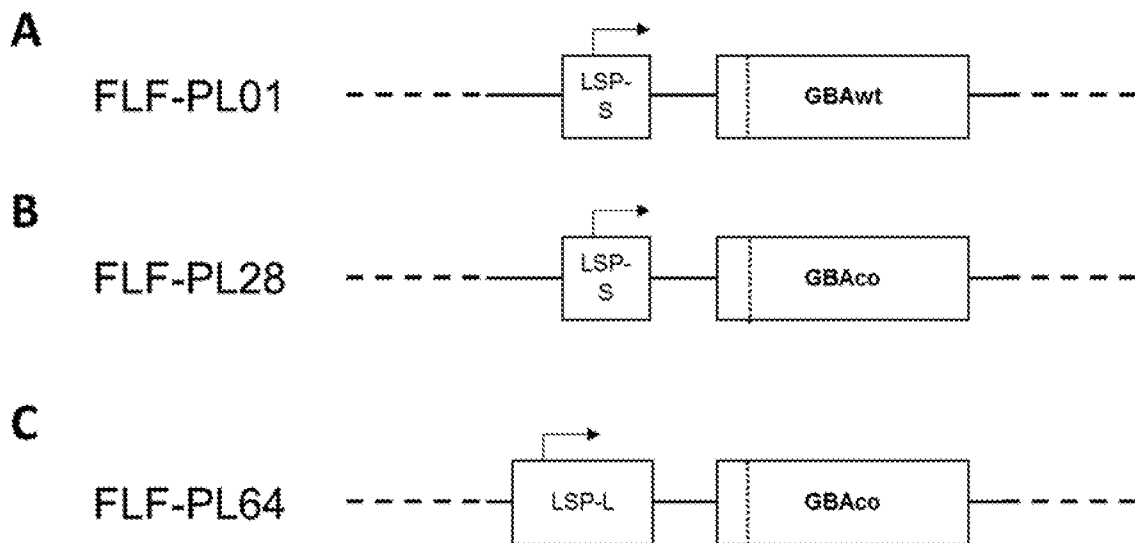 A
FLF-PL01
LSP-
S
GBAwt
B
FLF-PL28
LSP-
S
GBAco
C
FLF-PL64
LSP-L
GBAco